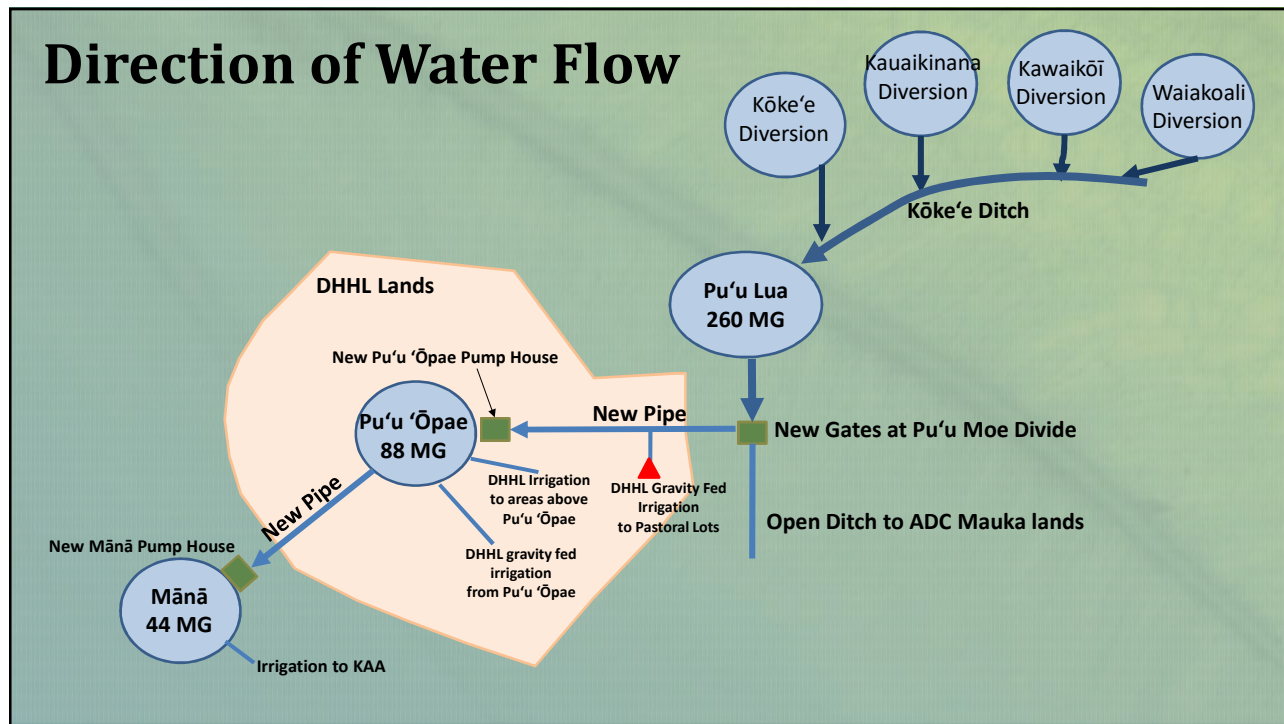 Direction of Water Flow
Kōkeʻe
Diversion
Kauaikinana
Diversion
Kawaikōī
Diversion
Waiakoali
Diversion
Kōkeʻe Ditch
Puʻu Lua
260 MG
DHHL Lands
New Puʻu ʻŌpae Pump House
Puʻu ʻŌpae
88 MG
New Pipe
New Gates at Puʻu Moe Divide
DHHL Irrigation
to areas above
Puʻu ʻŌpae
DHHL Gravity Fed
Irrigation
to Pastoral Lots
Open Ditch to ADC Mauka lands
New Pipe
DHHL gravity fed
irrigation
from Puʻu ʻŌpae
New Mānā Pump House
Mānā
44 MG
Irrigation to KAA